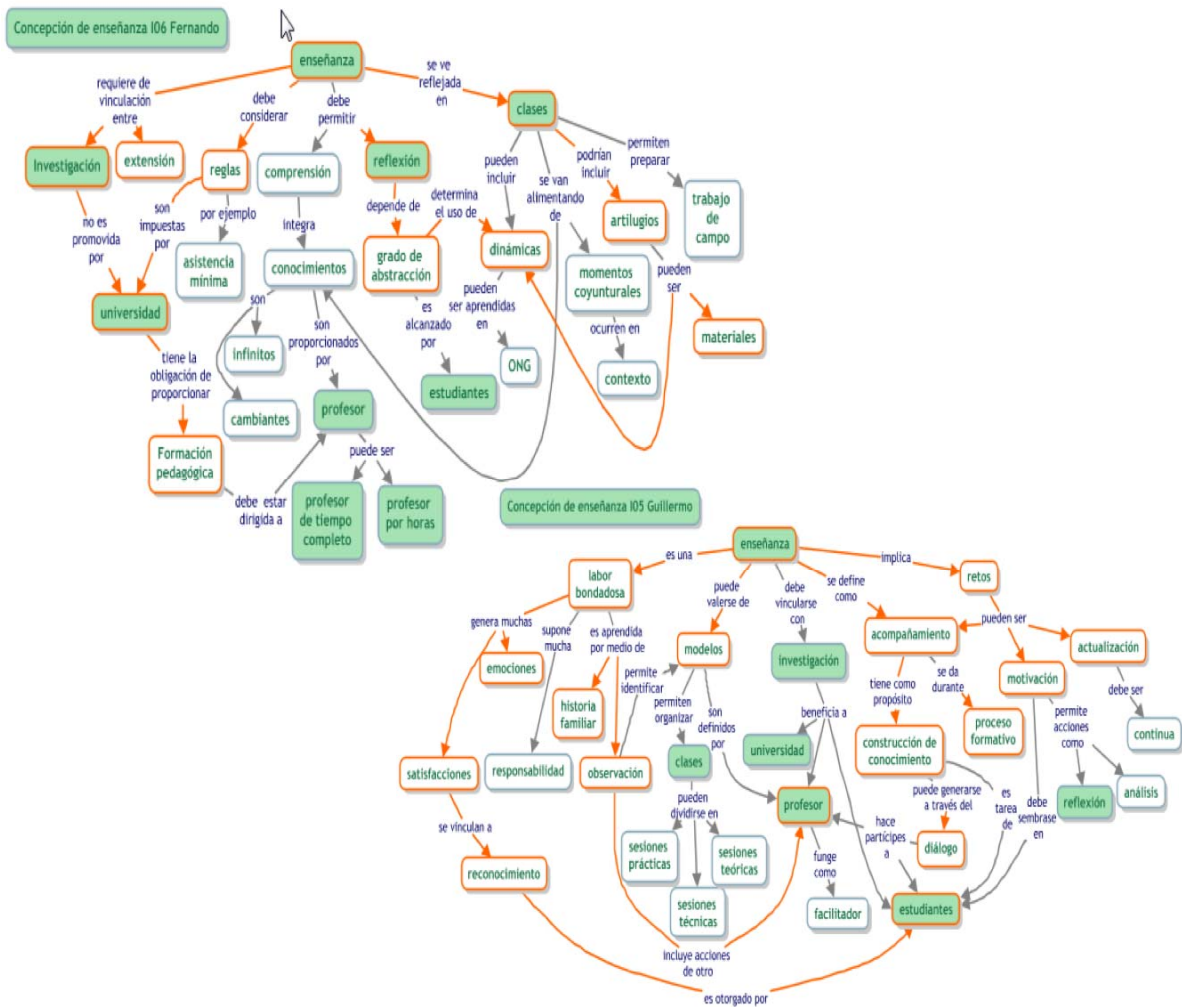 Concepción de enseñanza I06 Fernando
enseñanza
requiere de
vinculación
entre
debe
considerar
debe
permitir
se ve
reflejada
en
clases
Investigación
extensión
reglas
comprensión
reflexión
pueden
incluir
se van
alimentando
de
podrían
incluir
permiten
preparar
trabajo
de
campo
no es
promovida
por
son
impuestas
por
por ejemplo
integra
depende de
determina
el uso de
artilugios
asistencia
mínima
conocimientos
grado de
abstracción
dinámicas
momentos
coyunturales
pueden
ser
universidad
son
infinitos
son
proporcionados
por
es
alcanzado
por
pueden
ser aprendidas
en
ocurren en
materiales
tiene la
obligación de
proporcionar
cambiantes
profesor
estudiantes
ONG
contexto
Formación
pedagógica
debe estar
dirigida a
puede ser
profesor
de tiempo
completo
profesor
por horas
Concepción de enseñanza I05 Guillermo
enseñanza
es una
puede
valerse de
debe
vincularse
con
se define
como
implica
labor
bondadosa
retos
genera muchas
supone
mucha
es aprendida
por medio de
modelos
investigación
acompañamiento
pueden ser
actualización
emociones
historia
familiar
permite
identificar
permiten
organizar
son
definidos
por
beneficia a
tiene como
propósito
se da
durante
motivación
debe ser
universidad
construcción de
conocimiento
proceso
formativo
permite
acciones
como
continua
satisfacciones
responsabilidad
observación
clases
profesor
puede generarse
a través del
es
tarea
de
debe
sembrase
en
reflexión
análisis
se vinculan a
pueden
dividirse en
hace
partícipes
a
diálogo
sesiones
prácticas
sesiones
teóricas
funge
como
reconocimiento
sesiones
técnicas
facilitador
estudiantes
incluye acciones
de otro
es otorgado por